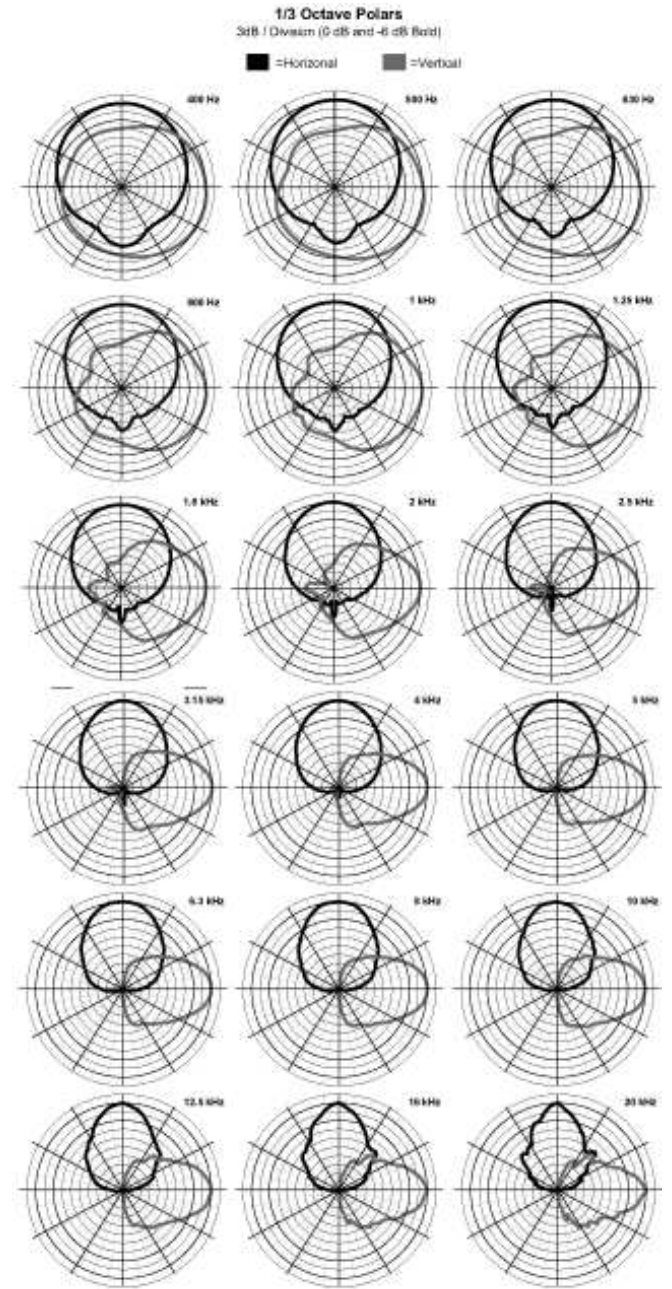 1/3 Octave Polars
3dB / Division (0 dB and -6 dB Bold)
=Horizonal =Vertical
400 Hz 500 Hz 630 Hz
800 Hz 1 kHz 1.25 kHz
1.6 kHz 2 kHz 2.5 kHz
3.15 kHz 4 kHz 5 kHz
6.3 kHz 8 kHz 10 kHz
12.5 kHz 16 kHz 20 kHz